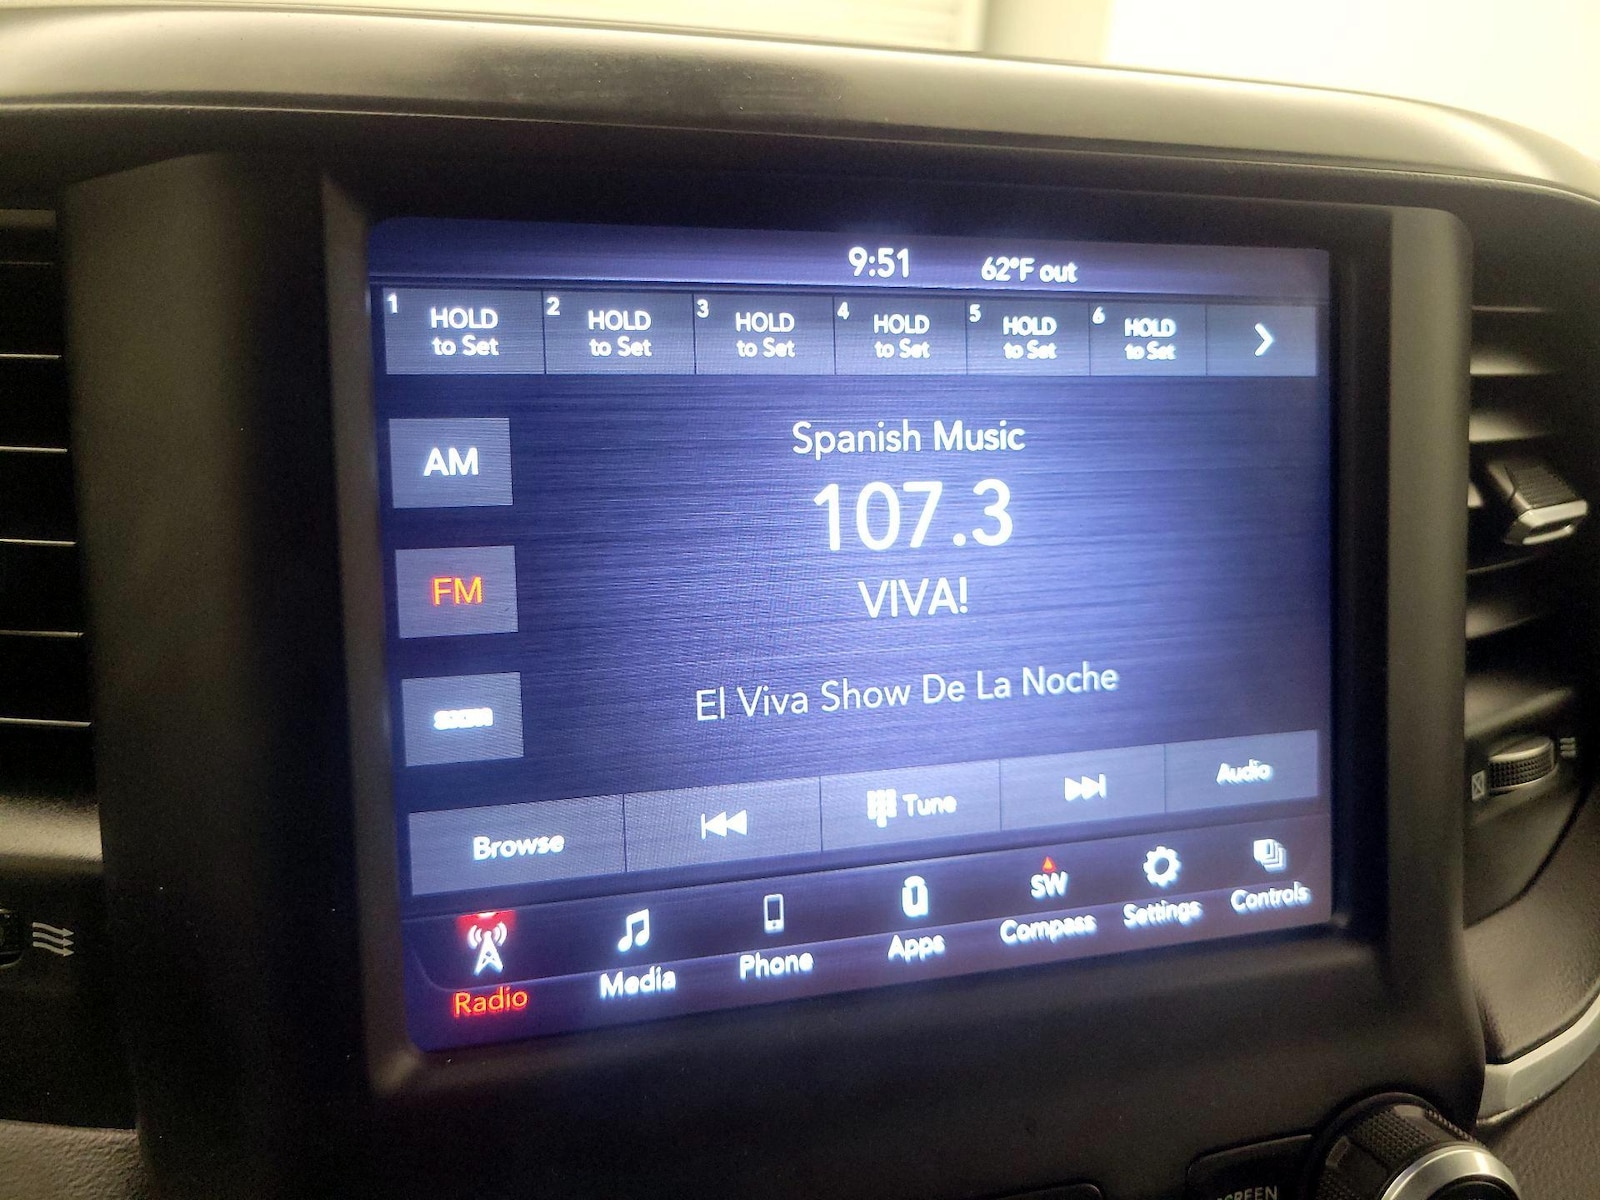 9:51 62°F out
1 HOLD to Set
2 HOLD to Set
3 HOLD to Set
4 HOLD to Set
5 HOLD to Set
6 HOLD to Set
Spanish Music
AM
107.3
FM
VIVA!
El Viva Show De La Noche
Browse Tune Audio
SW
Radio Media Phone Apps Compass Settings Controls